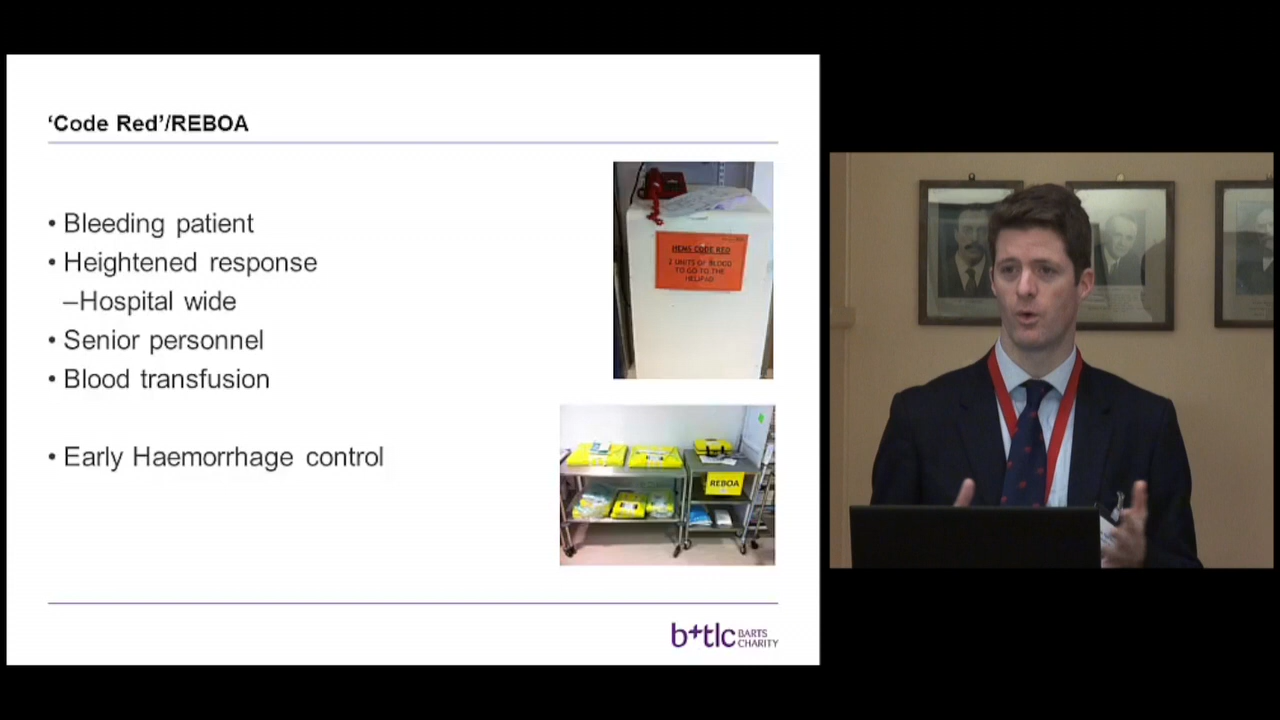 ‘Code Red’/REBOA
• Bleeding patient
• Heightened response
–Hospital wide
• Senior personnel
• Blood transfusion
• Early Haemorrhage control
HEMS CODE RED
2 UNITS OF BLOOD
TO GO TO THE
HELIPAD
REBOA
b+tlc BARTS
CHARITY